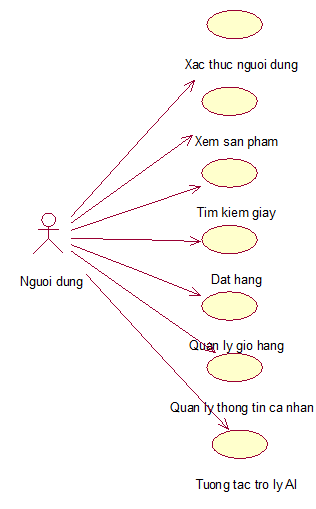 Xac thuc nguoi dung
Xem san pham
Tim kiem giay
Nguoi dung
Dat hang
Quan ly gio hang
Quan ly thong tin ca nhan
Tuong tac tro ly AI